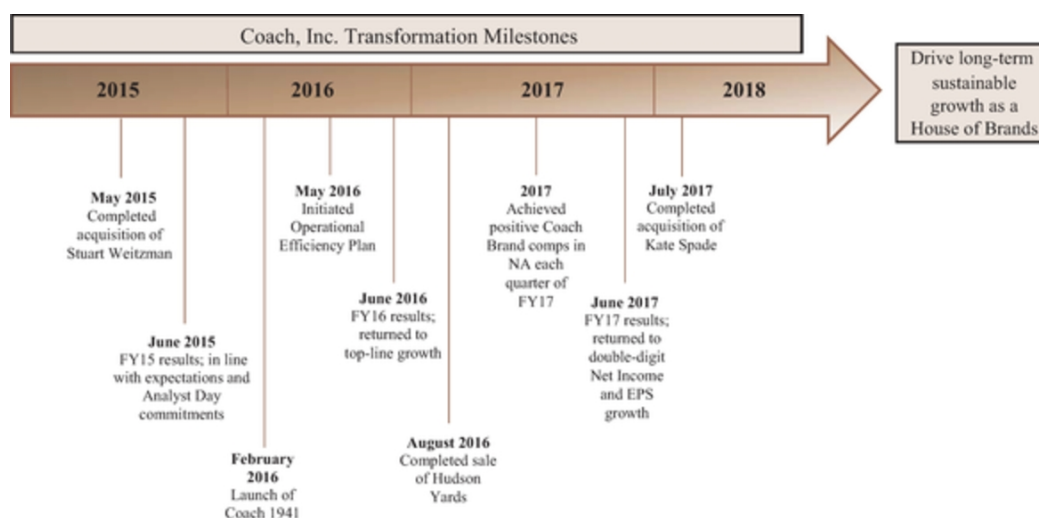 Coach, Inc. Transformation Milestones
2015
2016
2017
2018
Drive long-term
sustainable
growth as a
House of Brands
May 2015
Completed
acquisition of
Stuart Weitzman
June 2015
FY15 results; in line
with expectations and
Analyst Day
commitments
February
2016
Launch of
Coach 1941
May 2016
Initiated
Operational
Efficiency Plan
June 2016
FY16 results;
returned to
top-line growth
August 2016
Completed sale
of Hudson
Yards
2017
Achieved
positive Coach
Brand comps in
NA each
quarter of
FY17
June 2017
FY17 results;
returned to
double-digit
Net Income
and EPS
growth
July 2017
Completed
acquisition of
Kate Spade